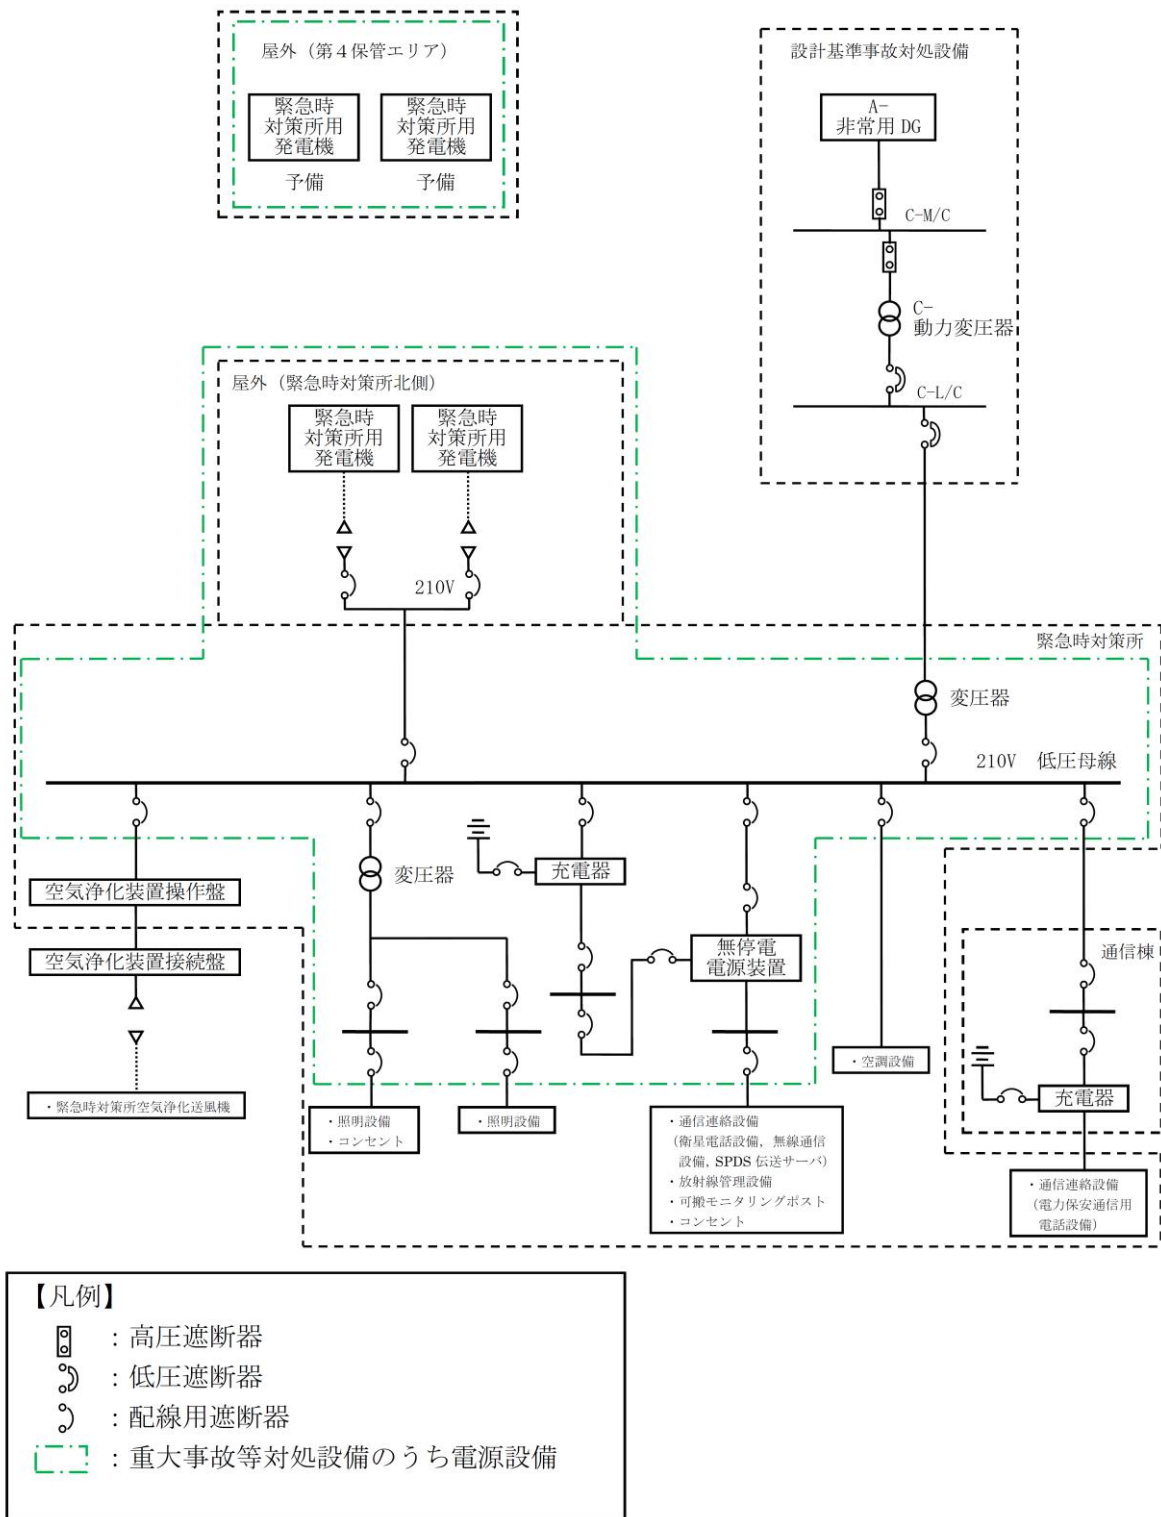 屋外（第４保管エリア）
緊急時
対策所用
発電機
予備
緊急時
対策所用
発電機
予備
設計基準事故対処設備
A-
非常用 DG
C-M/C
C-
動力変圧器
C-L/C
屋外（緊急時対策所北側）
緊急時
対策所用
発電機
緊急時
対策所用
発電機
210V
緊急時対策所
変圧器
210V 低圧母線
空気浄化装置操作盤
空気浄化装置接続盤
・緊急時対策所空気浄化送風機
変圧器
充電器
無停電
電源装置
・照明設備
・コンセント
・照明設備
・通信連絡設備
（衛星電話設備，無線通信
設備，SPDS 伝送サーバ）
・放射線管理設備
・可搬モニタリングポスト
・コンセント
・空調設備
通信棟
充電器
・通信連絡設備
（電力保安通信用
電話設備）
【凡例】
：高圧遮断器
：低圧遮断器
：配線用遮断器
：重大事故等対処設備のうち電源設備